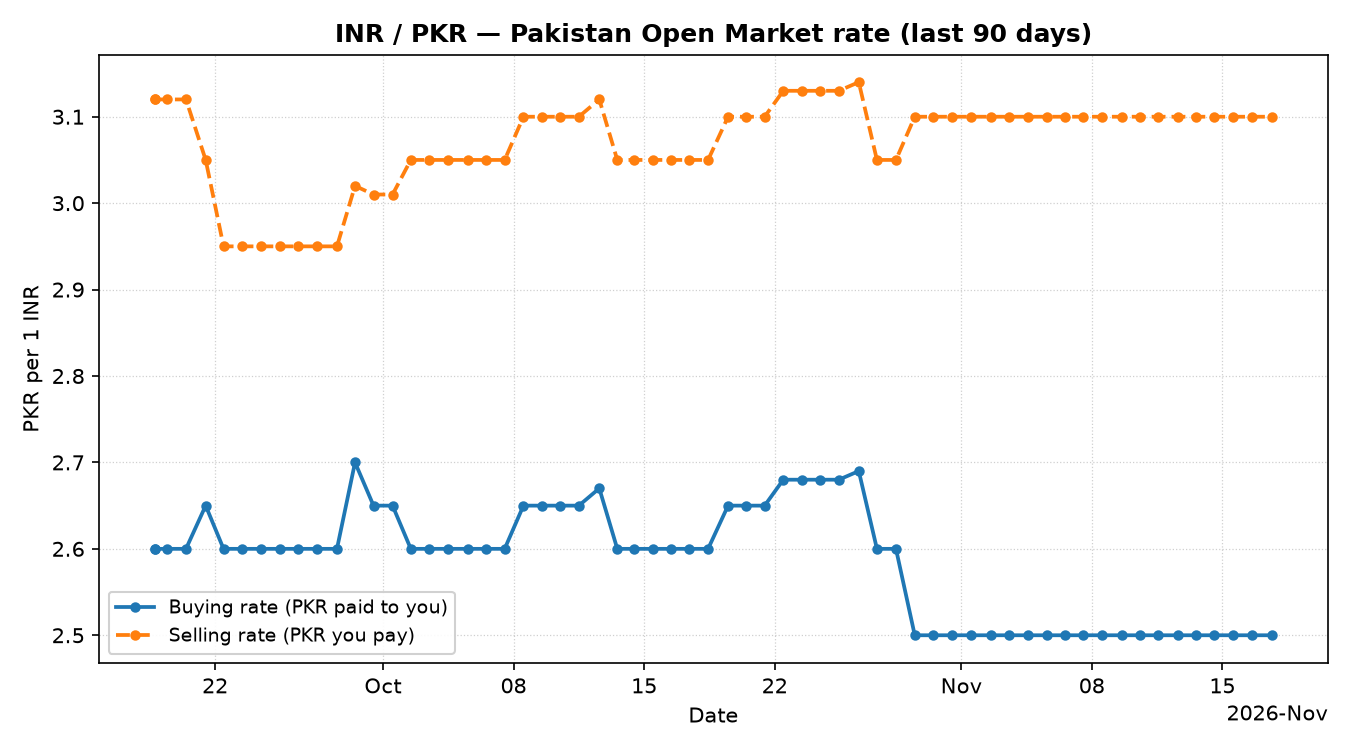 INR / PKR — Pakistan Open Market rate (last 90 days)
PKR per 1 INR
3.1
3.0
2.9
2.8
2.7
2.6
2.5
Buying rate (PKR paid to you)
Selling rate (PKR you pay)
22
Oct
08
15
22
Nov
08
15
Date
2026-Nov